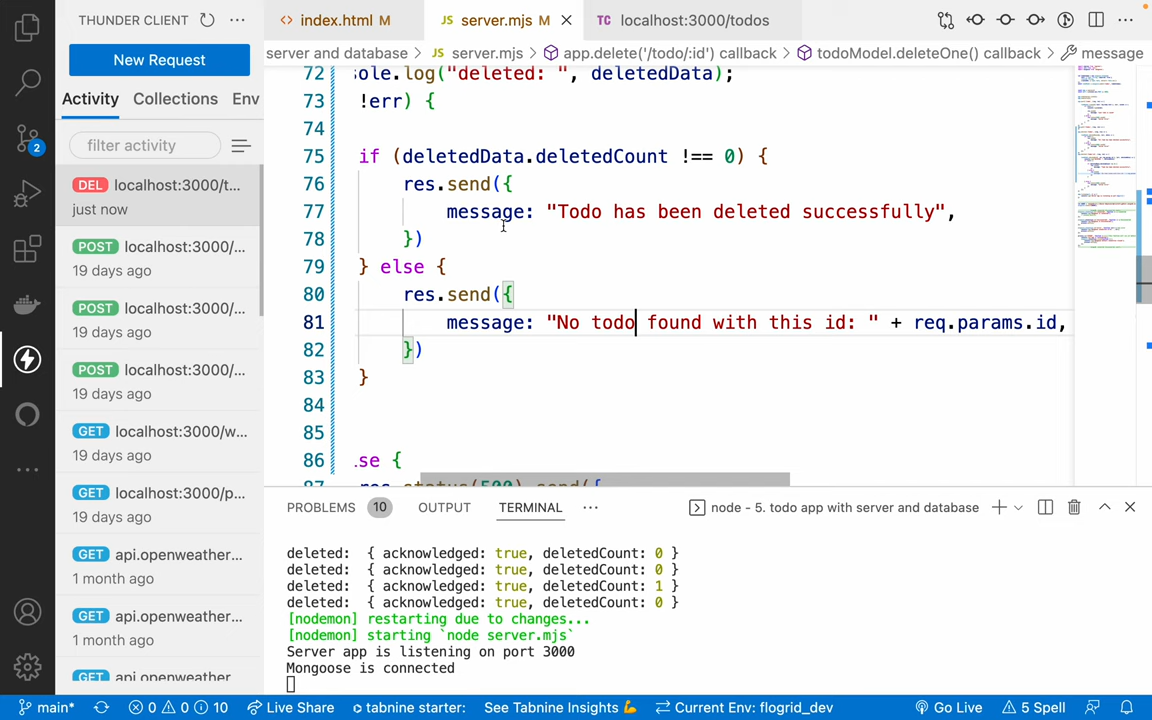 THUNDER CLIENT
New Request
Activity Collections Env
filter activity
DEL localhost:3000/t...
just now
POST localhost:3000/...
19 days ago
POST localhost:3000/...
19 days ago
POST localhost:3000/...
19 days ago
GET localhost:3000/w...
19 days ago
GET localhost:3000/p...
19 days ago
GET api.openweather...
1 month ago
GET api.openweather...
1 month ago
GET api.openweather
2
<> index.html M
JS server.mjs M
TC localhost:3000/todos
server and database > JS server.mjs > app.delete('/todo/:id') callback > todoModel.deleteOne() callback > message
72 sole.log("deleted: ", deletedData);
73 !err) {
74
75 if (deletedData.deletedCount !== 0) {
76 res.send({
77 message: "Todo has been deleted successfully",
78 })
79 } else {
80 res.send({
81 message: "No todo found with this id: " + req.params.id,
82 })
83 }
84
85
86 .se {
87 res.status(500).send({
PROBLEMS 10 OUTPUT TERMINAL ...
node - 5. todo app with server and database
deleted: { acknowledged: true, deletedCount: 0 }
deleted: { acknowledged: true, deletedCount: 0 }
deleted: { acknowledged: true, deletedCount: 1 }
deleted: { acknowledged: true, deletedCount: 0 }
[nodemon] restarting due to changes...
[nodemon] starting `node server.mjs`
Server app is listening on port 3000
Mongoose is connected
main* 0 0 10 Live Share tabnine starter: See Tabnine Insights 💪 Current Env: flogrid_dev Go Live 5 Spell